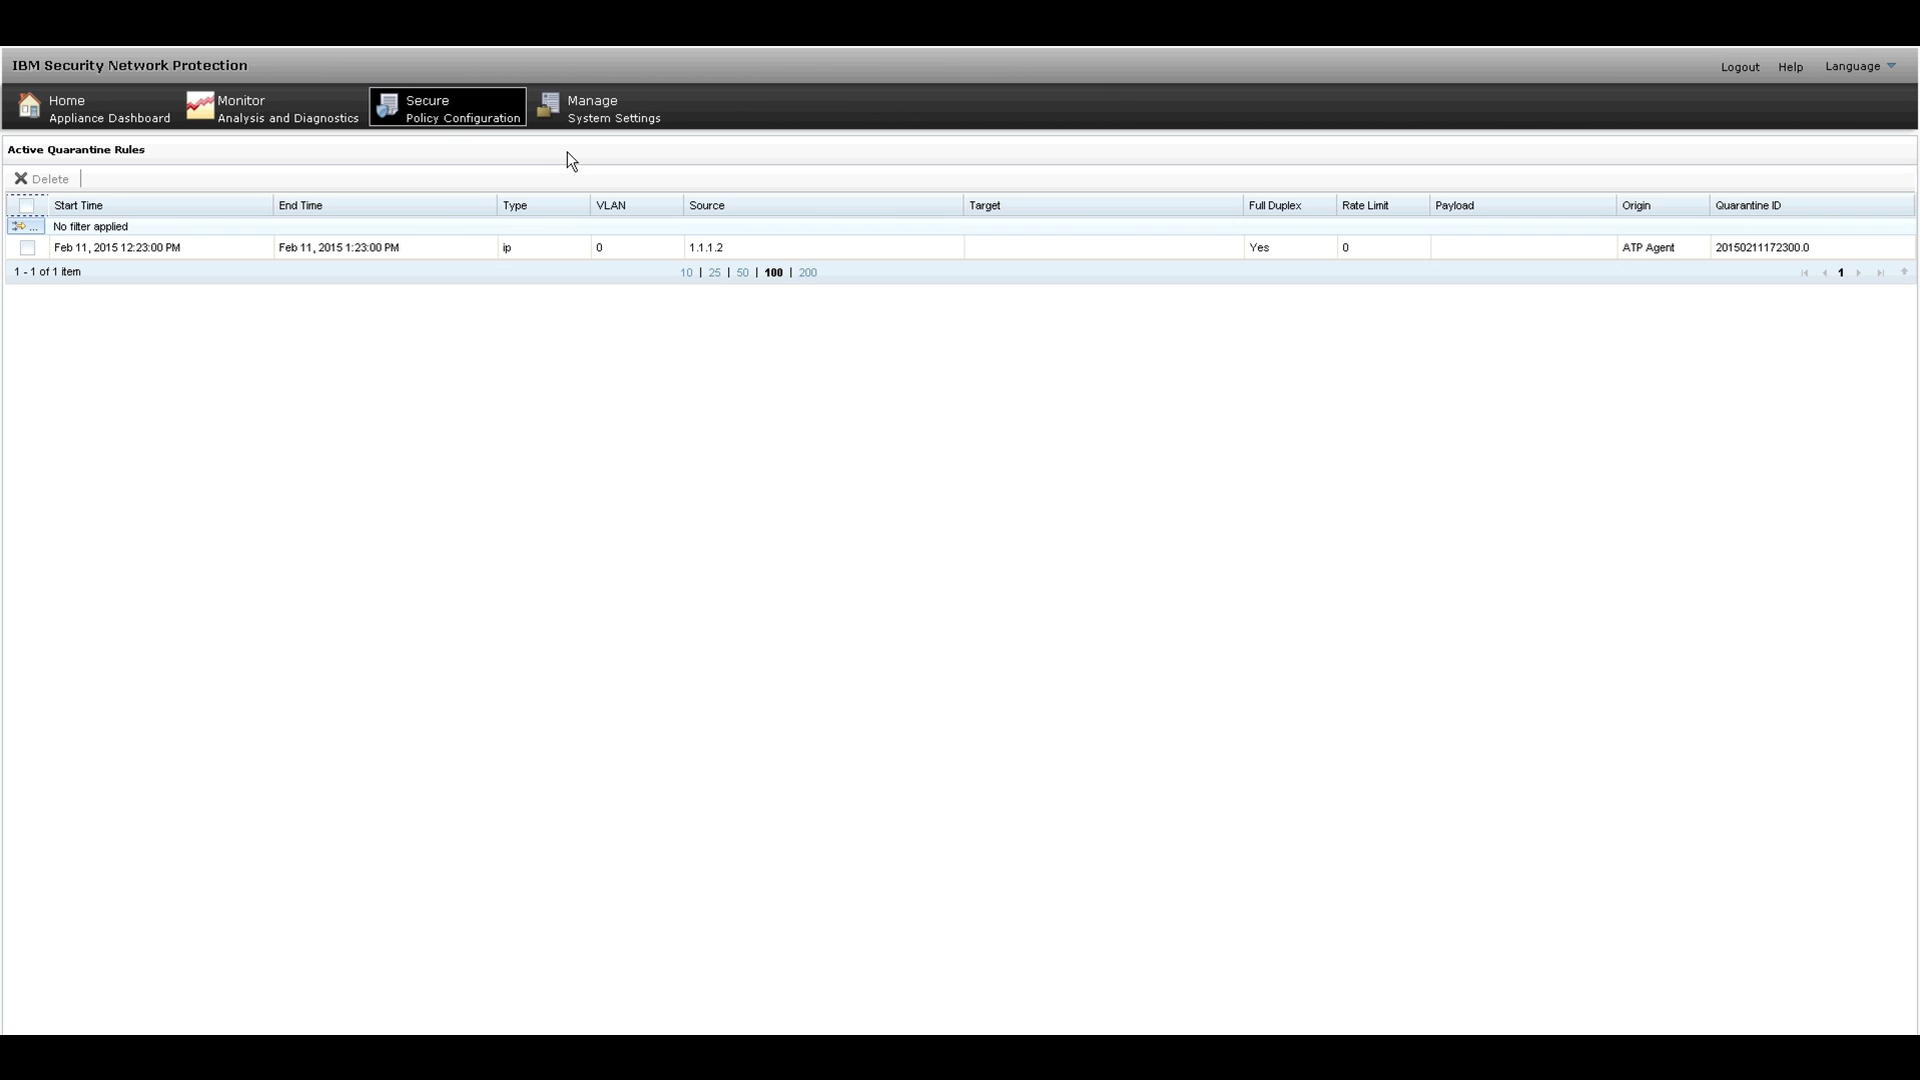 IBM Security Network Protection
Logout Help Language
Home
Appliance Dashboard
Monitor
Analysis and Diagnostics
Secure
Policy Configuration
Manage
System Settings
Active Quarantine Rules
Delete
Start Time End Time Type VLAN Source Target Full Duplex Rate Limit Payload Origin Quarantine ID
... No filter applied
Feb 11, 2015 12:23:00 PM Feb 11, 2015 1:23:00 PM ip 0 1.1.1.2 Yes 0 ATP Agent 20150211172300.0
1 - 1 of 1 item 10 | 25 | 50 | 100 | 200 1